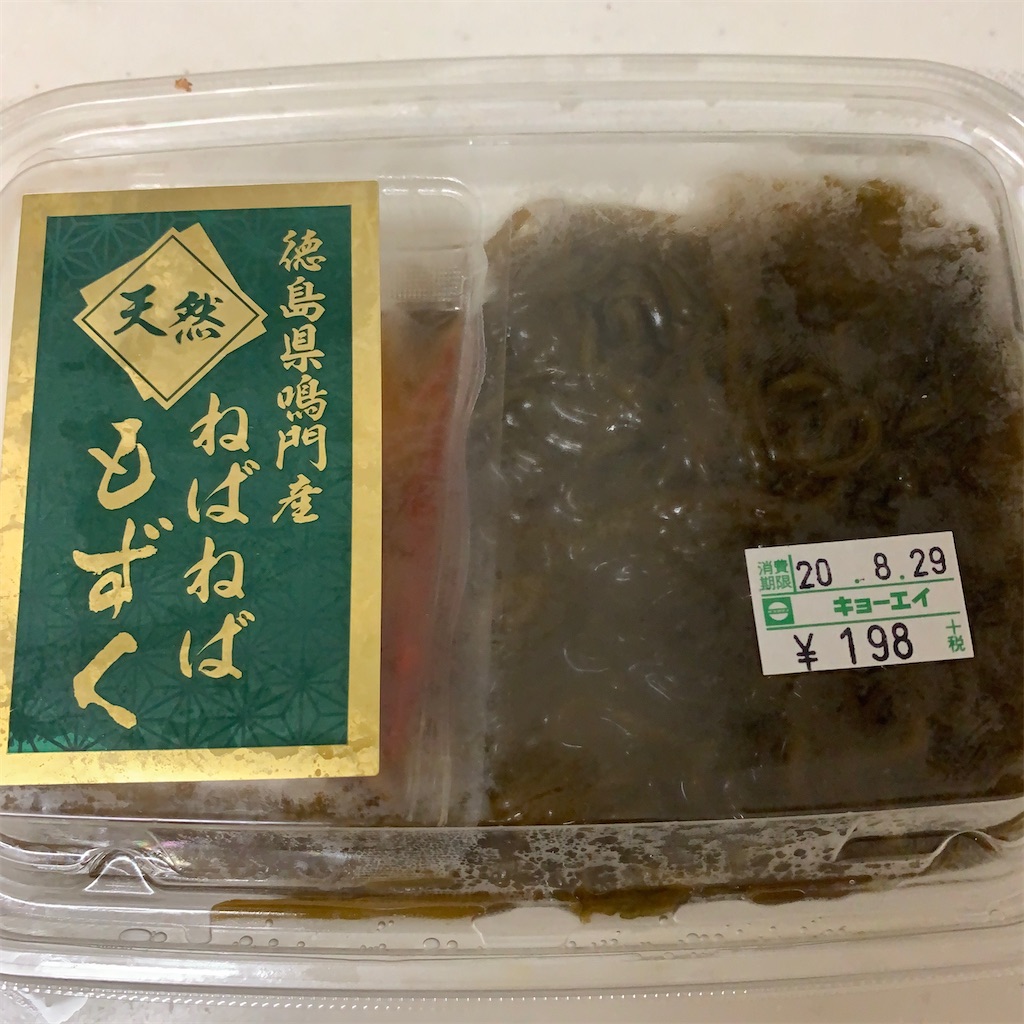 徳島県鳴門産
天然
ねばねば
もずく
消費
期限
20 . 8. 29
キョーエイ
¥ 198
+
税